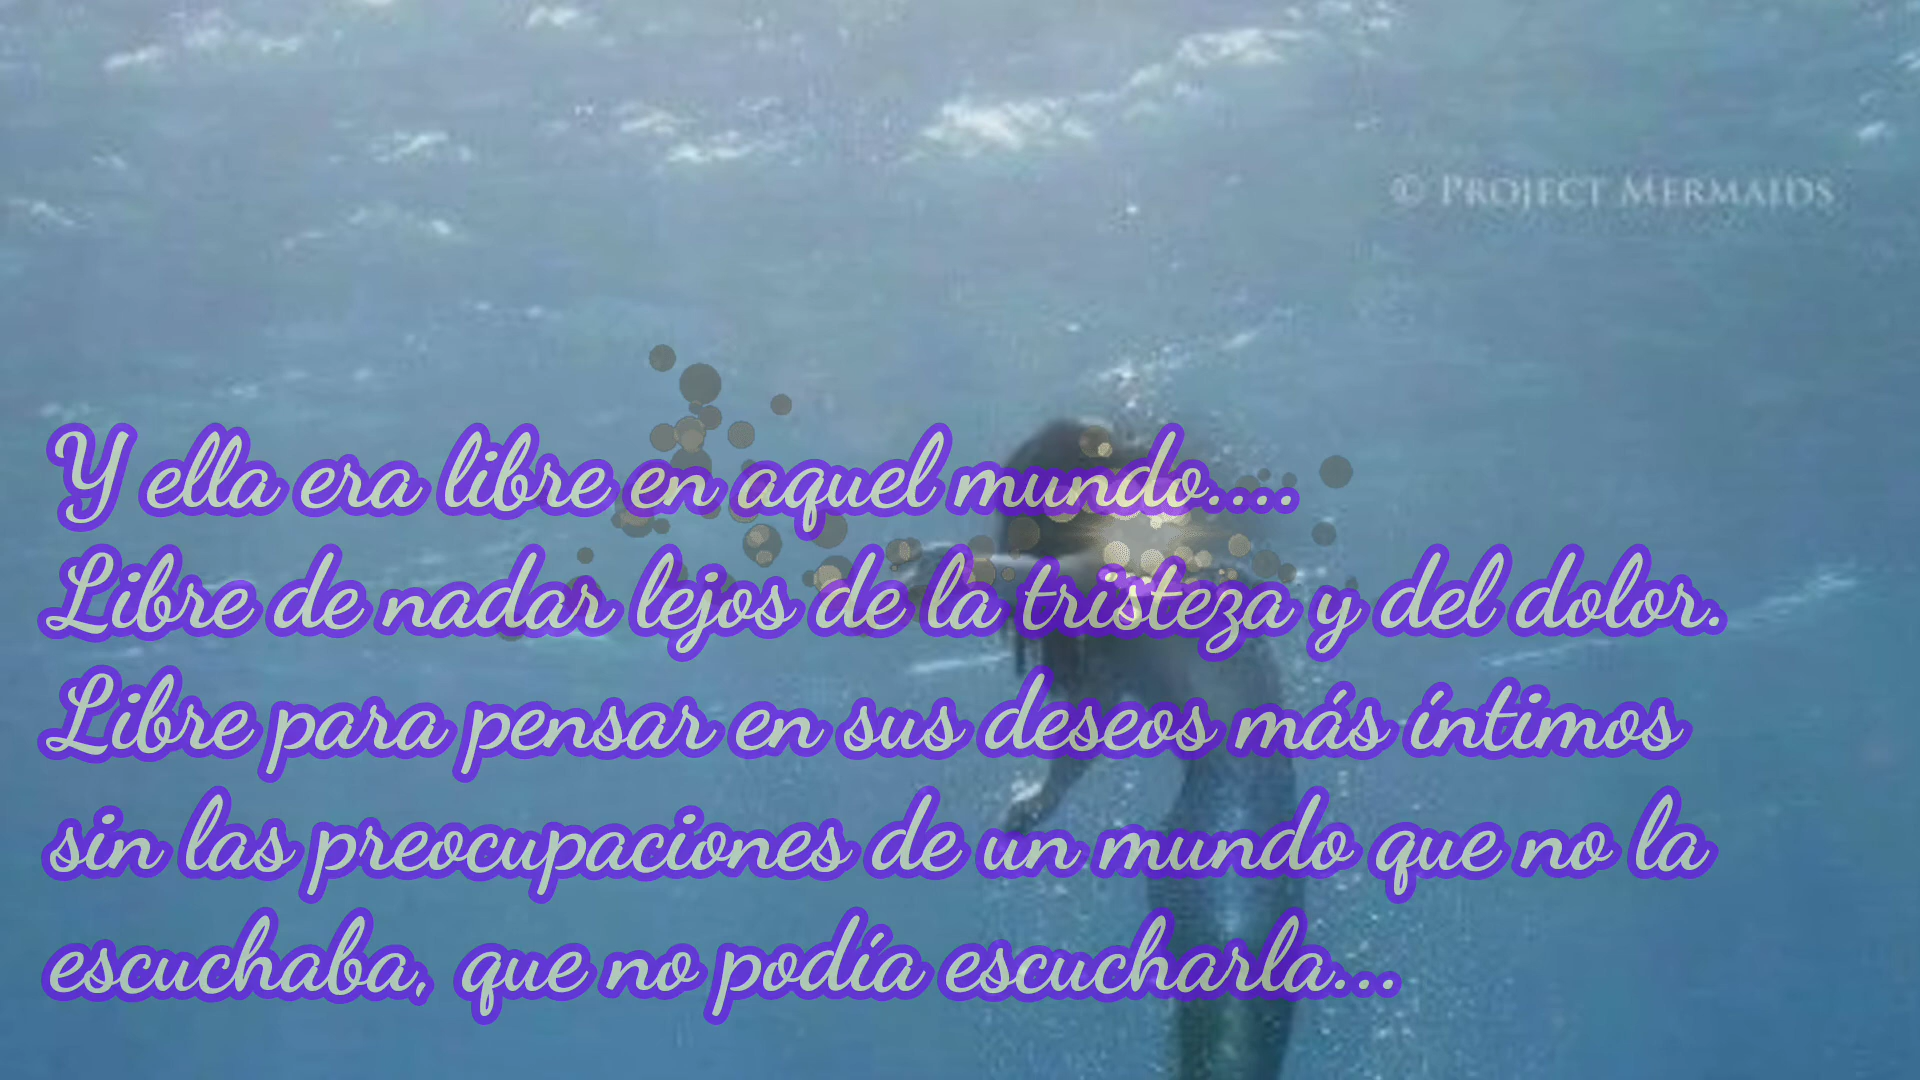 © PROJECT MERMAIDS
Y ella era libre en aquel mundo....
Libre de nadar lejos de la tristeza y del dolor.
Libre para pensar en sus deseos más íntimos
sin las preocupaciones de un mundo que no la
escuchaba, que no podía escucharla...